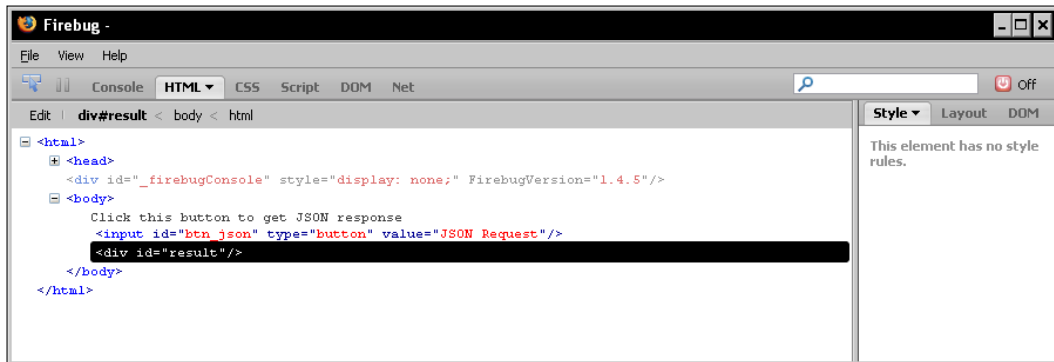 Firebug -
File View Help
Console HTML CSS Script DOM Net Off
Edit div#result < body < html
Style Layout DOM
<html>
<head>
<div id="_firebugConsole" style="display: none;" FirebugVersion="1.4.5"/>
<body>
Click this button to get JSON response
<input id="btn_json" type="button" value="JSON Request"/>
<div id="result"/>
</body>
</html>
This element has no style
rules.